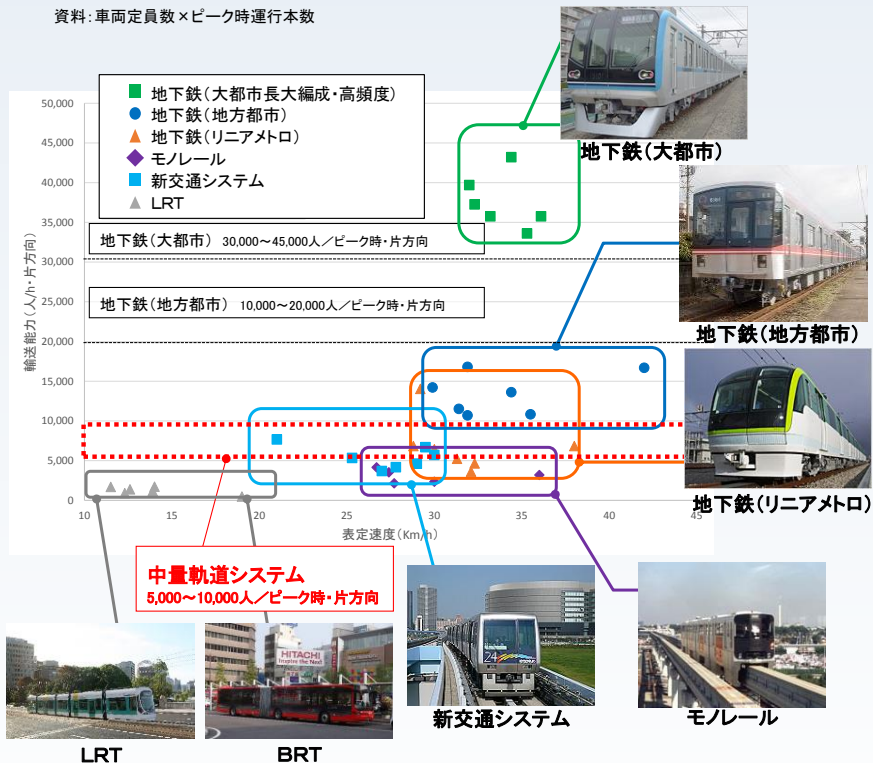 資料：車両定員数×ピーク時運行本数
地下鉄（大都市長大編成・高頻度）
地下鉄（地方都市）
地下鉄（リニアメトロ）
モノレール
新交通システム
LRT
輸送能力（人/h・片方向）
50,000
45,000
40,000
35,000
30,000
25,000
20,000
15,000
10,000
5,000
0
地下鉄（大都市） 30,000～45,000人／ピーク時・片方向
地下鉄（地方都市） 10,000～20,000人／ピーク時・片方向
10
15
20
25
30
35
40
45
表定速度（Km/h）
中量軌道システム
5,000～10,000人／ピーク時・片方向
地下鉄（大都市）
地下鉄（地方都市）
地下鉄（リニアメトロ）
モノレール
24
新交通システム
HITACHI
Inspire the Next
LRT
BRT